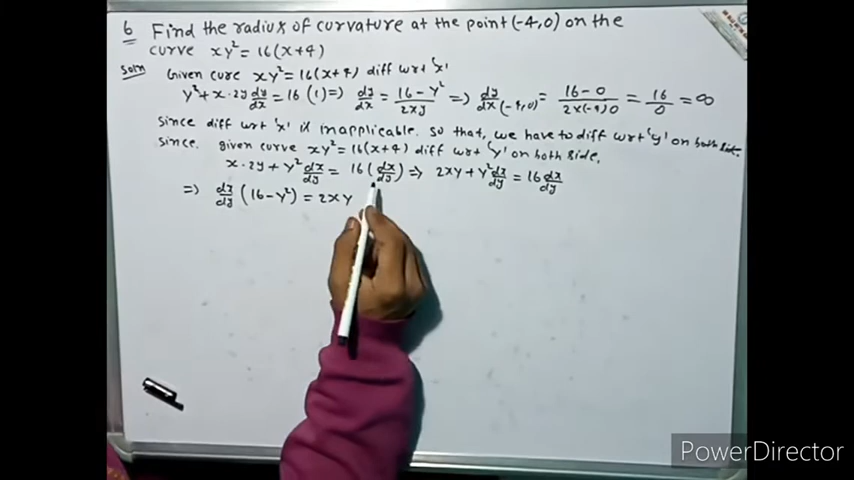 6 Find the radius of curvature at the point (-4,0) on the
curve xy² = 16(x+4)
Soln Given cure xy² = 16(x+4) diff wrt 'x'
y² + x·2y dy/dx = 16(1) => dy/dx = 16-y²/2xy => dy/dx (-4,0) = 16-0/2x(-4)0 = 16/0 = ∞
Since diff wrt 'x' is inapplicable. So that, we have to diff wrt 'y' on both side.
Since, given curve xy² = 16(x+4) diff wrt 'y' on both side,
x·2y + y² dx/dy = 16(dx/dy) => 2xy + y² dx/dy = 16 dx/dy
=> dx/dy (16-y²) = 2xy
PowerDirector